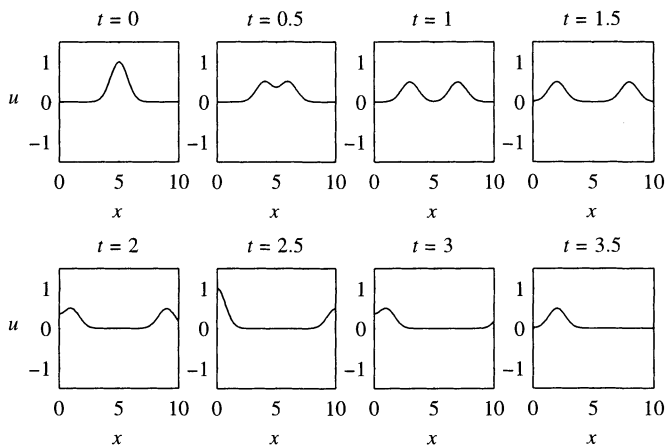 t = 0 t = 0.5 t = 1 t = 1.5
1 1 1 1
u 0 0 0 0
−1 −1 −1 −1
0 5 10 0 5 10 0 5 10 0 5 10
x x x x
t = 2 t = 2.5 t = 3 t = 3.5
1 1 1 1
u 0 0 0 0
−1 −1 −1 −1
0 5 10 0 5 10 0 5 10 0 5 10
x x x x